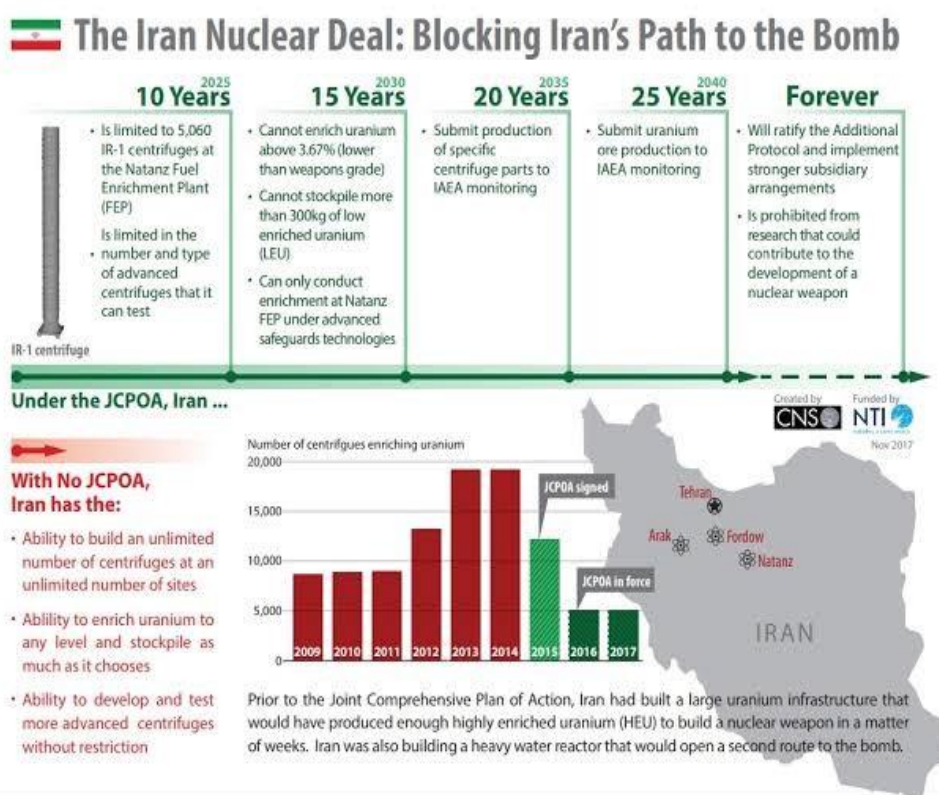 The Iran Nuclear Deal: Blocking Iran's Path to the Bomb
2025
10 Years
• Is limited to 5,060
IR-1 centrifuges at
the Natanz Fuel
Enrichment Plant
(FEP)
Is limited in the
• number and type
of advanced
centrifuges that it
can test
2030
15 Years
• Cannot enrich uranium
above 3.67% (lower
than weapons grade)
• Cannot stockpile more
than 300kg of low
enriched uranium
(LEU)
• Can only conduct
enrichment at Natanz
FEP under advanced
safeguards technologies
2035
20 Years
• Submit production
of specific
centrifuge parts to
IAEA monitoring
2040
25 Years
• Submit uranium
ore production to
IAEA monitoring
Forever
• Will ratify the Additional
Protocol and implement
stronger subsidiary
arrangements
• Is prohibited from
research that could
contribute to the
development of a
nuclear weapon
IR-1 centrifuge
Under the JCPOA, Iran ...
Created by
CNS
Funded by
NTI
Nov 2017
With No JCPOA,
Iran has the:
• Ability to build an unlimited
number of centrifuges at an
unlimited number of sites
• Ablility to enrich uranium to
any level and stockpile as
much as it chooses
• Ability to develop and test
more advanced centrifuges
without restriction
Number of centrifgues enriching uranium
20,000
15,000
10,000
5,000
0
2009 2010 2011 2012 2013 2014 2015 2016 2017
JCPOA signed
JCPOA in force
Tehran
Arak
Fordow
Natanz
IRAN
Prior to the Joint Comprehensive Plan of Action, Iran had built a large uranium infrastructure that
would have produced enough highly enriched uranium (HEU) to build a nuclear weapon in a matter
of weeks. Iran was also building a heavy water reactor that would open a second route to the bomb.